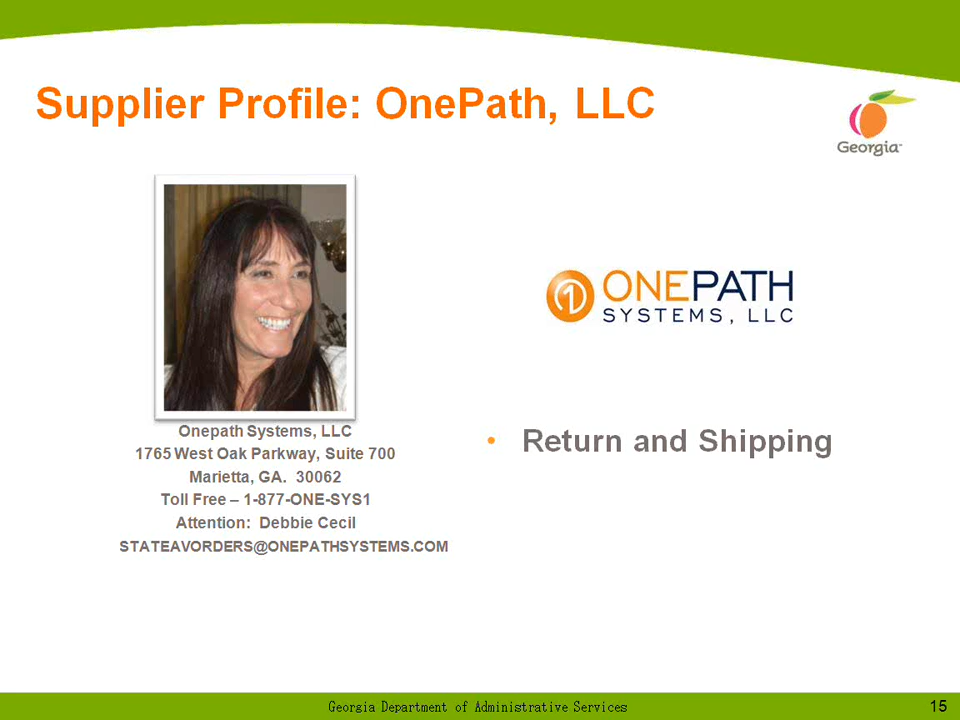 Supplier Profile: OnePath, LLC
Georgia™
ONEPATH
SYSTEMS, LLC
Onepath Systems, LLC
1765 West Oak Parkway, Suite 700
Marietta, GA. 30062
Toll Free – 1-877-ONE-SYS1
Attention: Debbie Cecil
STATEAVORDERS@ONEPATHSYSTEMS.COM
• Return and Shipping
Georgia Department of Administrative Services
15